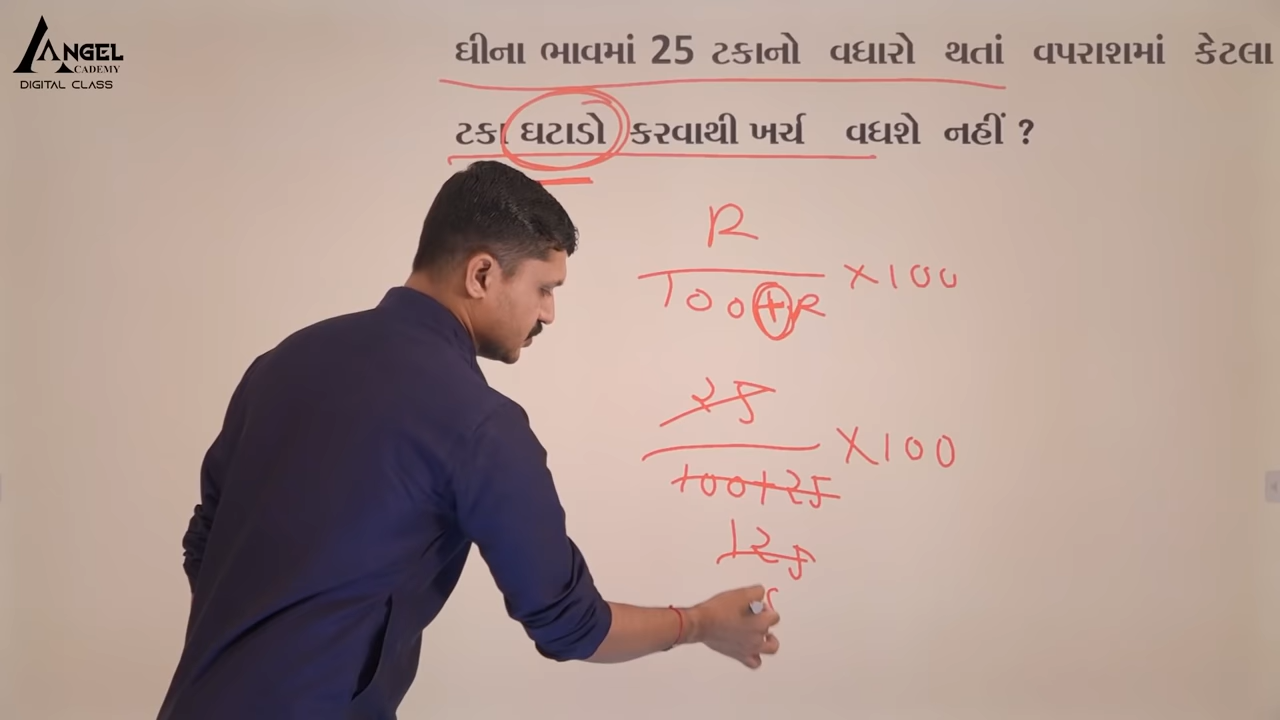 ANGEL
ACADEMY
DIGITAL CLASS
ઘીના ભાવમાં 25 ટકાનો વધારો થતાં વપરાશમાં કેટલા
ટકા ઘટાડો કરવાથી ખર્ચ વધશે નહીં ?
R
100+R ×100
25
100+25 ×100
125